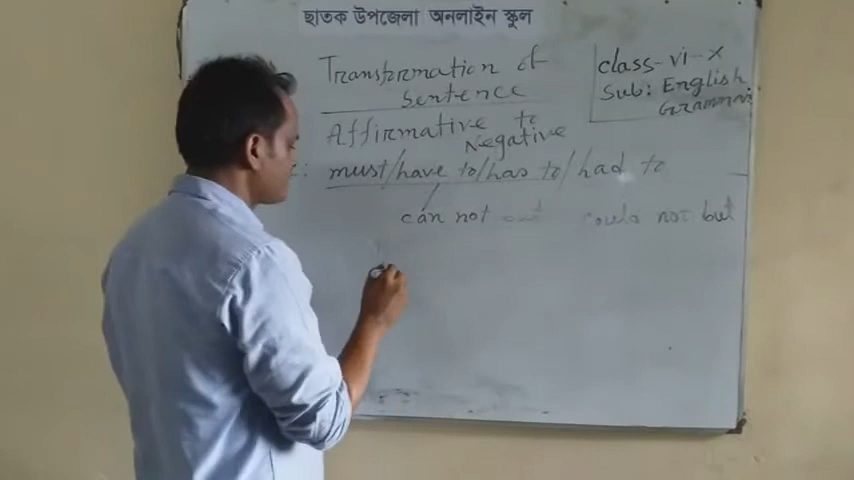 ছাতক উপজেলা অনলাইন স্কুল
Transformation of
Sentence
class-vi-x
Sub: English
Grammar
Affirmative to
Negative
must/have to/has to/had to
can not
could not but